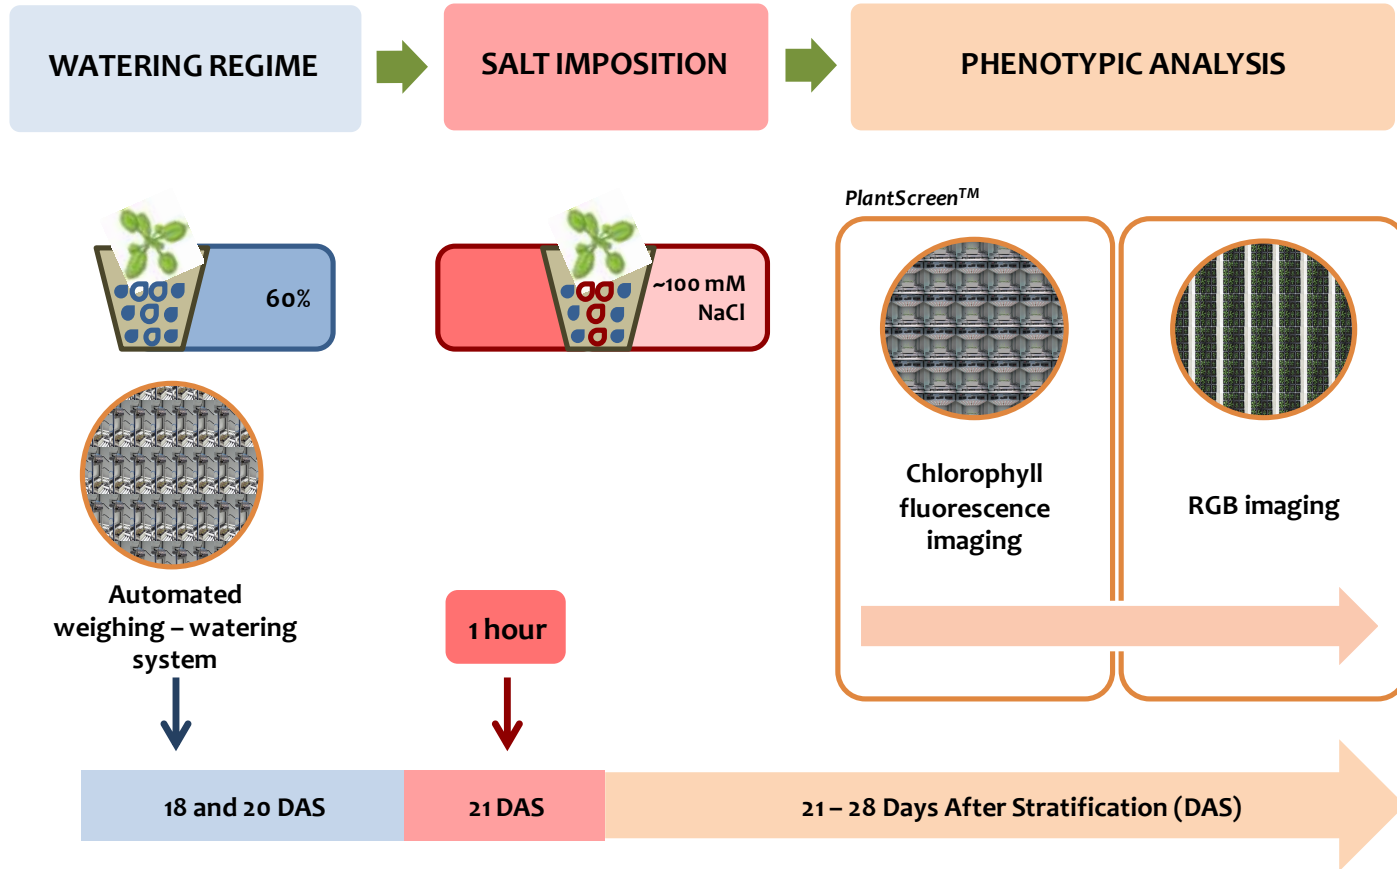 WATERING REGIME
SALT IMPOSITION
PHENOTYPIC ANALYSIS
60%
~100 mM
NaCl
PlantScreenTM
Chlorophyll
fluorescence
imaging
RGB imaging
Automated
weighing – watering
system
1 hour
18 and 20 DAS
21 DAS
21 – 28 Days After Stratification (DAS)